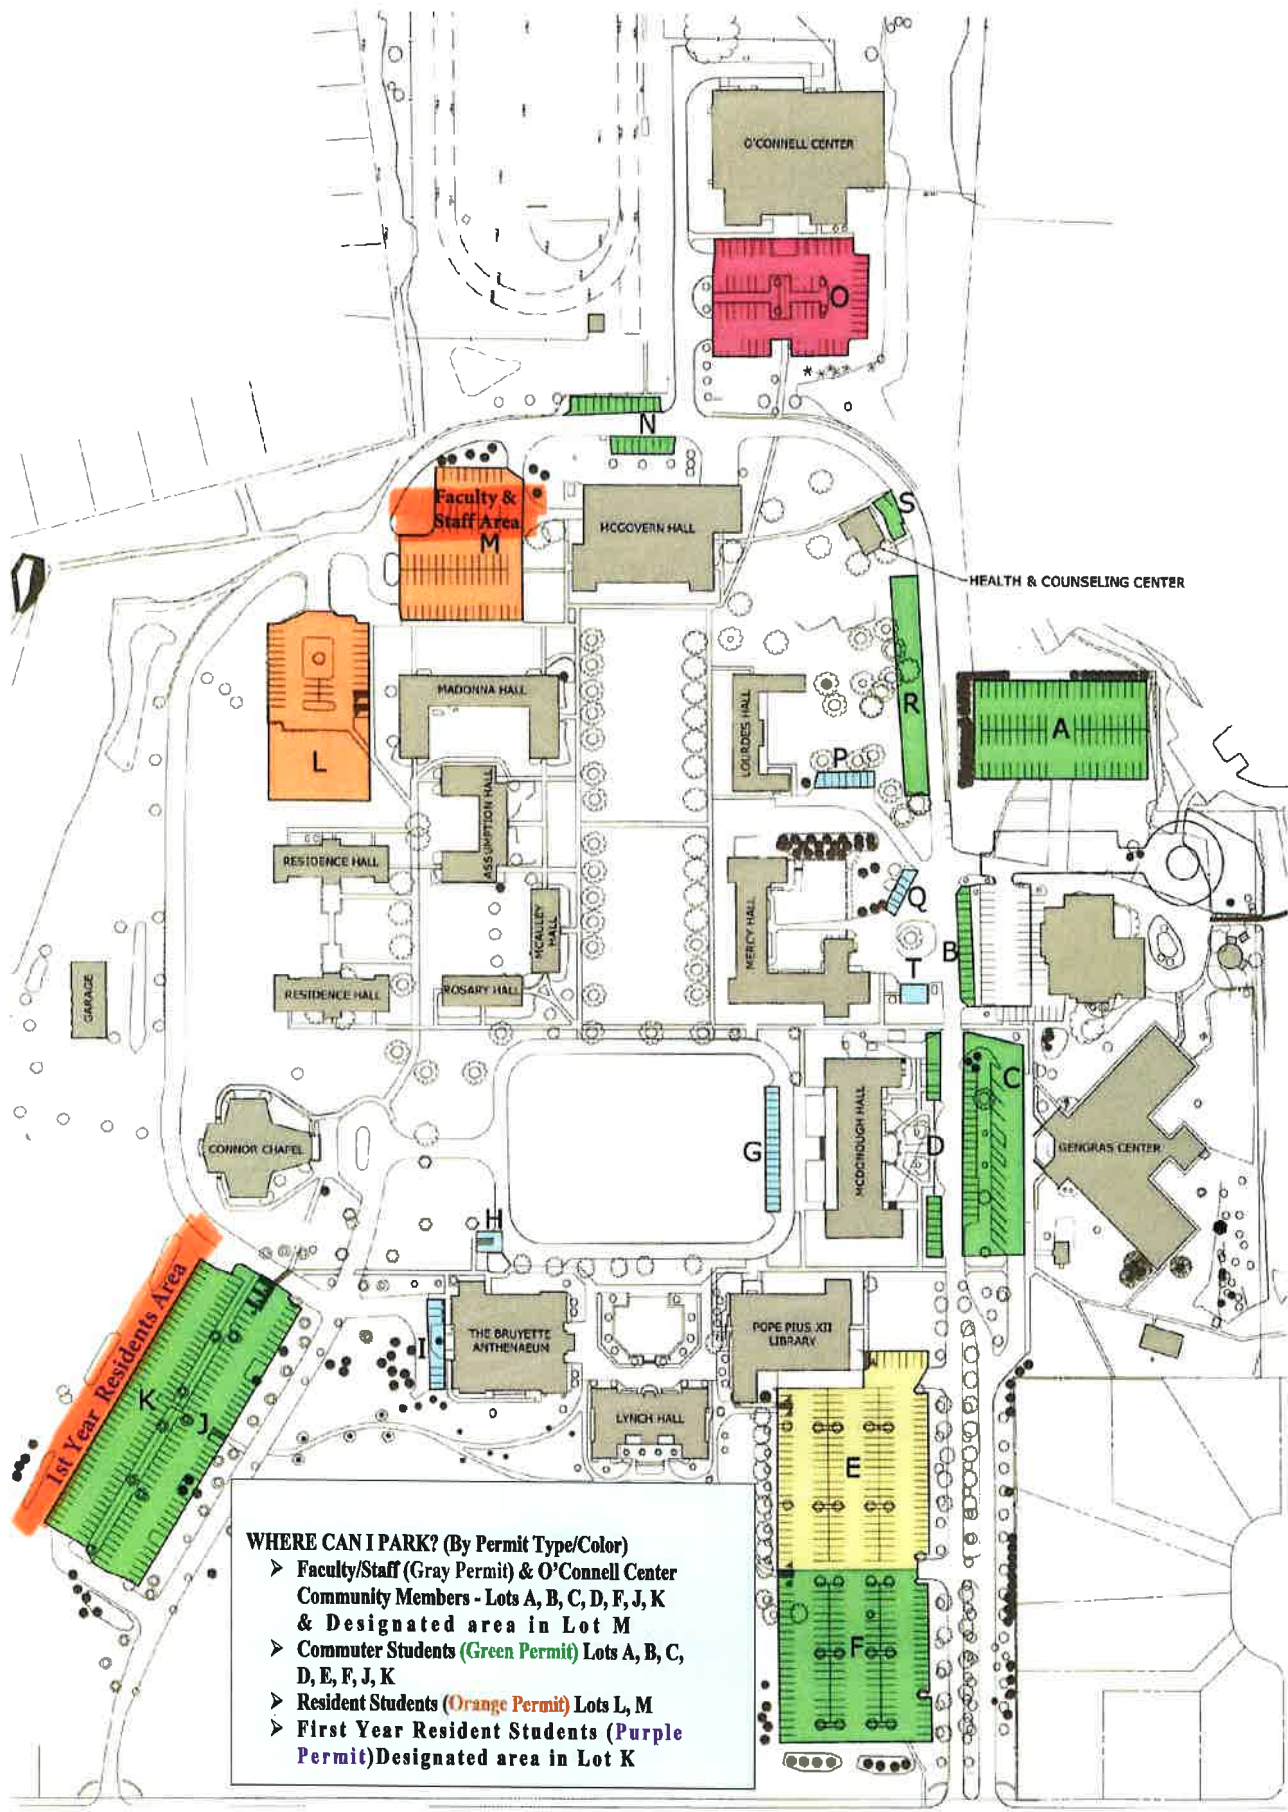 O'CONNELL CENTER
O
N
Faculty &
Staff Area
M
MCGOVERN HALL
S
HEALTH & COUNSELING CENTER
MADONNA HALL
LOURDES HALL
R
A
L
P
ASSUMPTION HALL
RESIDENCE HALL
MCAULEY
HALL
MERCY HALL
Q
B
T
GARAGE
RESIDENCE HALL
ROSARY HALL
C
CONNOR CHAPEL
G
MCDONOUGH HALL
D
GENGRAS CENTER
H
1st Year Residents Area
K
J
I
THE BRUYETTE
ANTHENAEUM
POPE PIUS XII
LIBRARY
LYNCH HALL
E
F
WHERE CAN I PARK? (By Permit Type/Color)
➢ Faculty/Staff (Gray Permit) & O'Connell Center
Community Members - Lots A, B, C, D, F, J, K
& Designated area in Lot M
➢ Commuter Students (Green Permit) Lots A, B, C,
D, E, F, J, K
➢ Resident Students (Orange Permit) Lots L, M
➢ First Year Resident Students (Purple
Permit)Designated area in Lot K